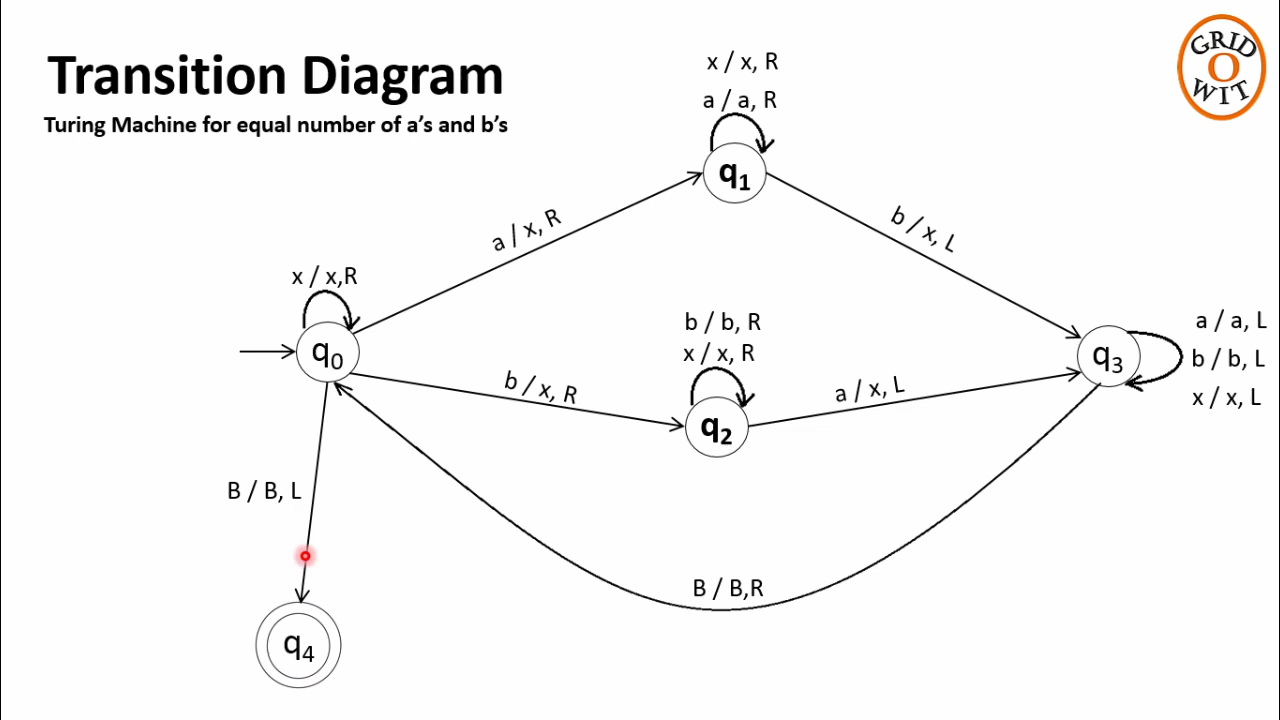 Transition Diagram
Turing Machine for equal number of a’s and b’s
GRID
O
WIT
x / x, R
a / a, R
q1
a / x, R
b / x, L
x / x,R
q0
b / b, R
x / x, R
q2
b / x, R
a / x, L
q3
a / a, L
b / b, L
x / x, L
B / B, L
B / B,R
q4